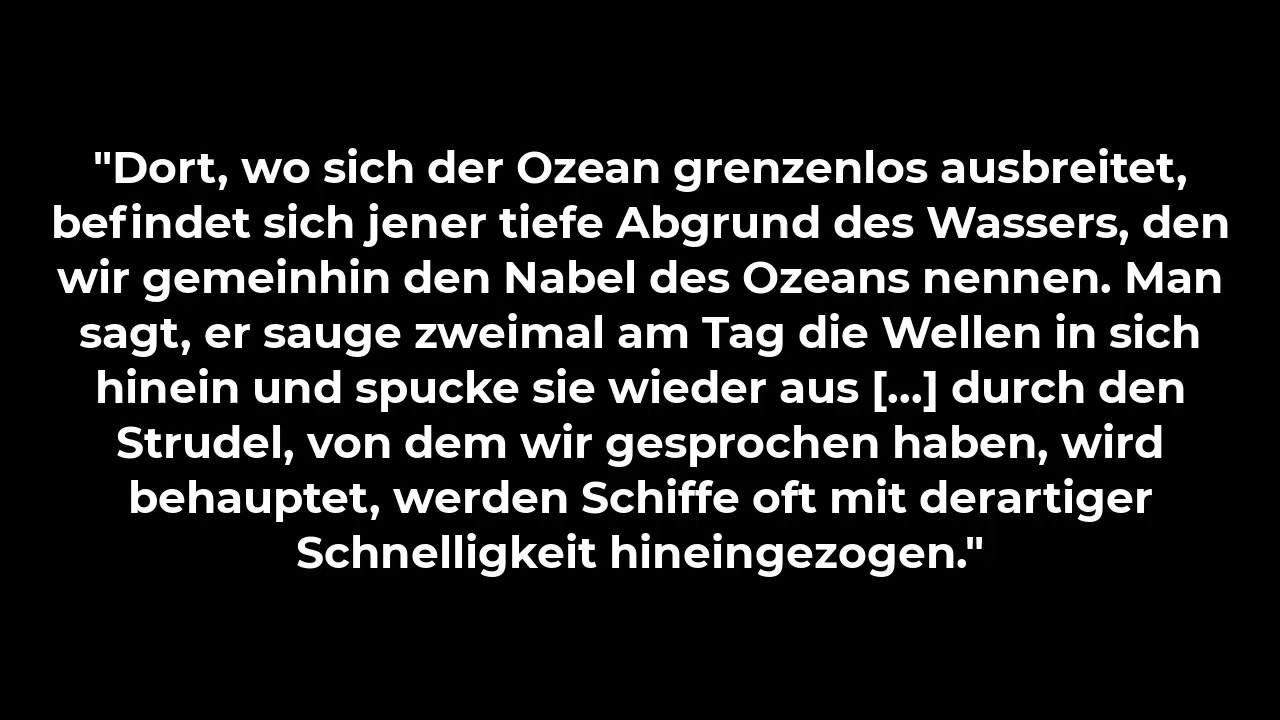 "Dort, wo sich der Ozean grenzenlos ausbreitet,
befindet sich jener tiefe Abgrund des Wassers, den
wir gemeinhin den Nabel des Ozeans nennen. Man
sagt, er sauge zweimal am Tag die Wellen in sich
hinein und spucke sie wieder aus [...] durch den
Strudel, von dem wir gesprochen haben, wird
behauptet, werden Schiffe oft mit derartiger
Schnelligkeit hineingezogen."